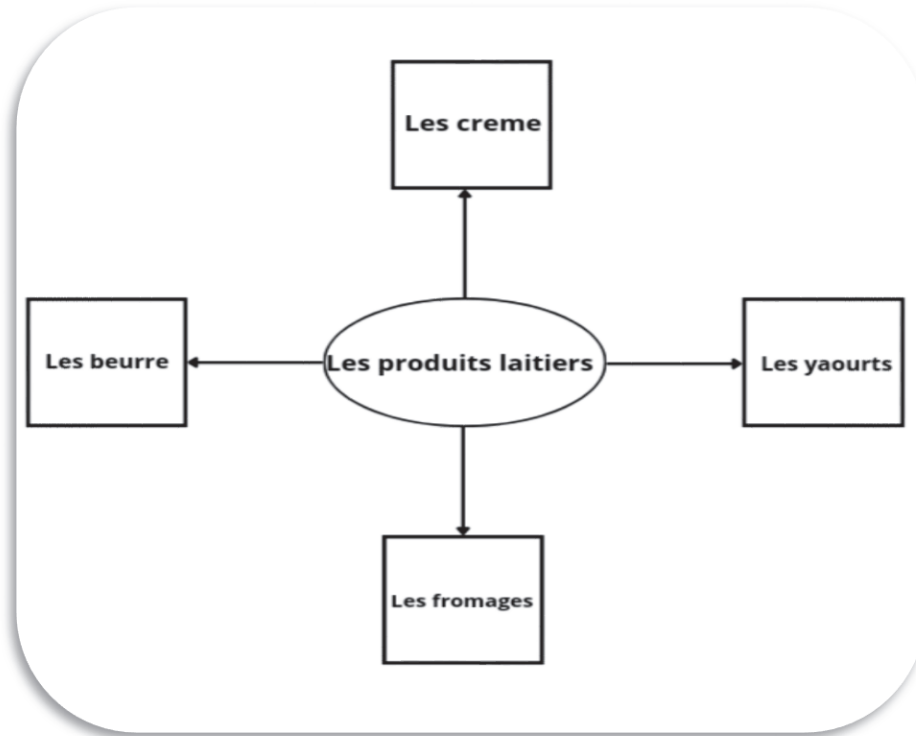 Les creme
Les beurre
Les produits laitiers
Les yaourts
Les fromages